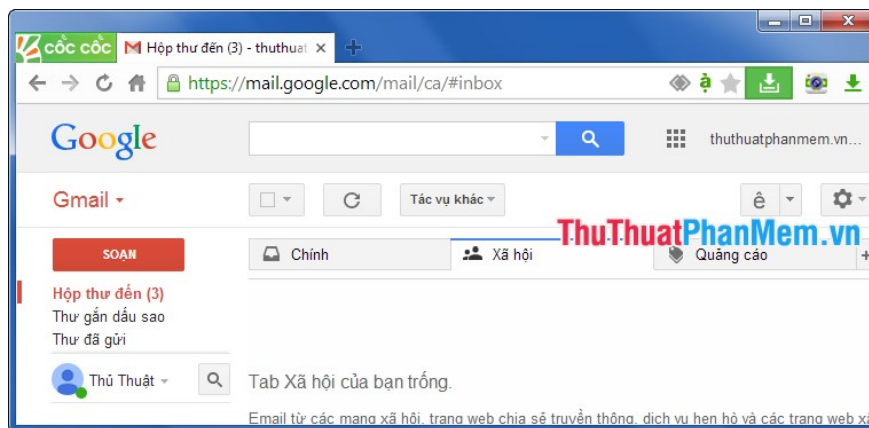 cốc cốc Hộp thư đến (3) - thuthuat
https://mail.google.com/mail/ca/#inbox ạ̉
Google thuthuatphanmem.vn...
Gmail Tác vụ khác ê
ThuThuatPhanMem.vn
SOẠN Chính Xã hội Quảng cáo
Hộp thư đến (3)
Thư gắn dấu sao
Thư đã gửi
Thủ Thuật
Tab Xã hội của bạn trống.
Email từ các mạng xã hội, trang web chia sẻ truyền thông, dịch vụ hẹn hò và các trang web xã